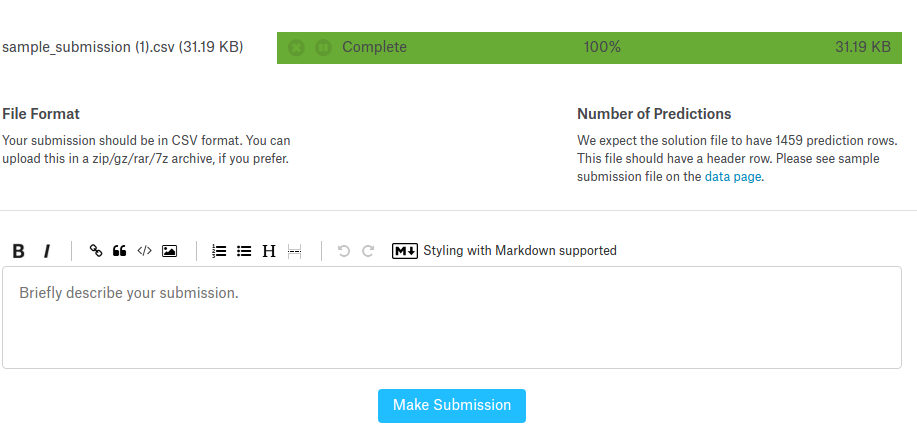 sample_submission (1).csv (31.19 KB) Complete 100% 31.19 KB
File Format
Your submission should be in CSV format. You can
upload this in a zip/gz/rar/7z archive, if you prefer.
Number of Predictions
We expect the solution file to have 1459 prediction rows.
This file should have a header row. Please see sample
submission file on the data page.
B I H M Styling with Markdown supported
Briefly describe your submission.
Make Submission